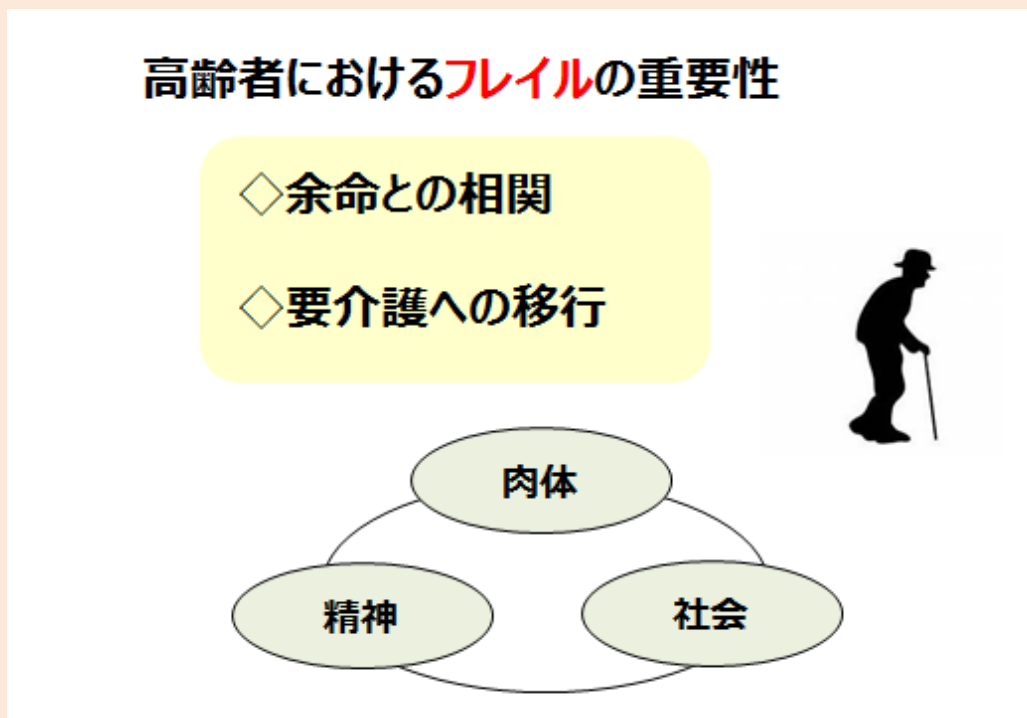 高齢者におけるフレイルの重要性
◇余命との相関
◇要介護への移行
肉体
精神
社会